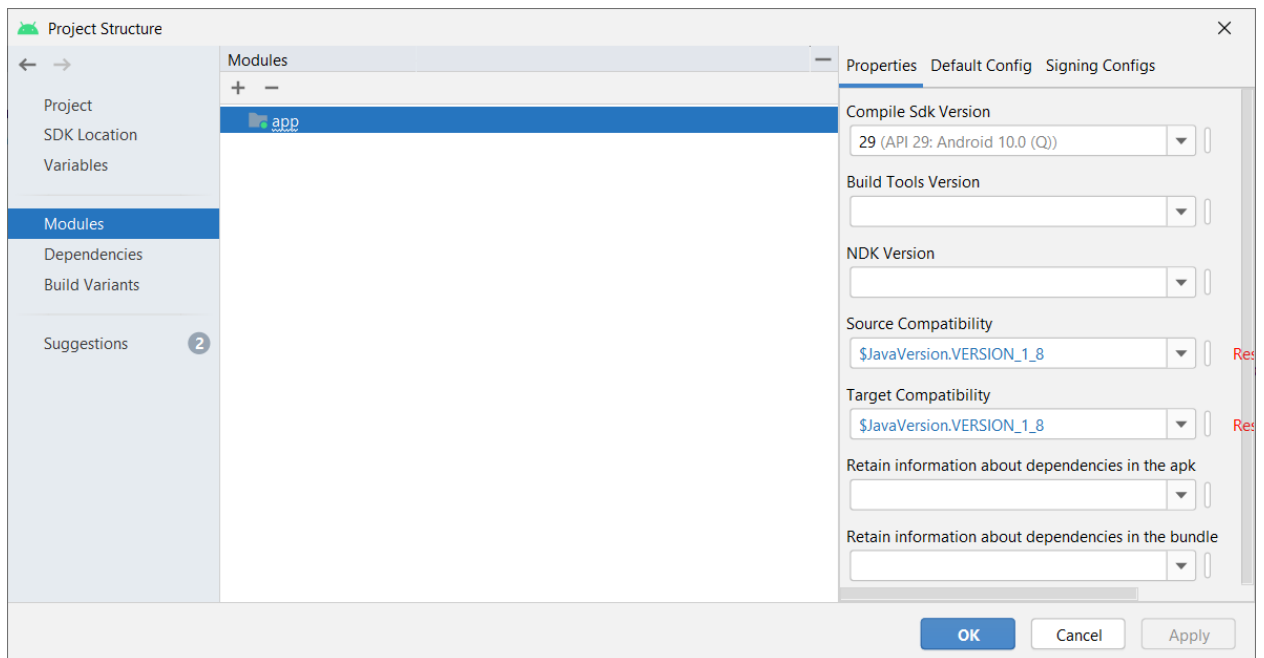 Project Structure
Project
SDK Location
Variables
Modules
Dependencies
Build Variants
Suggestions 2
Modules
app
Properties Default Config Signing Configs
Compile Sdk Version
29 (API 29: Android 10.0 (Q))
Build Tools Version
NDK Version
Source Compatibility
$JavaVersion.VERSION_1_8 Res
Target Compatibility
$JavaVersion.VERSION_1_8 Res
Retain information about dependencies in the apk
Retain information about dependencies in the bundle
OK Cancel Apply